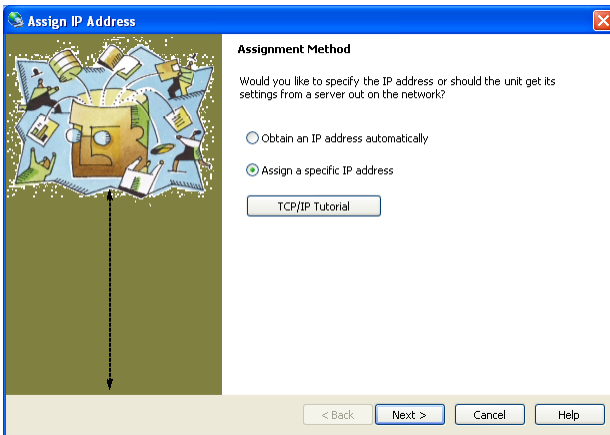 Assign IP Address
Assignment Method
Would you like to specify the IP address or should the unit get its
settings from a server out on the network?
Obtain an IP address automatically
Assign a specific IP address
TCP/IP Tutorial
< Back
Next >
Cancel
Help